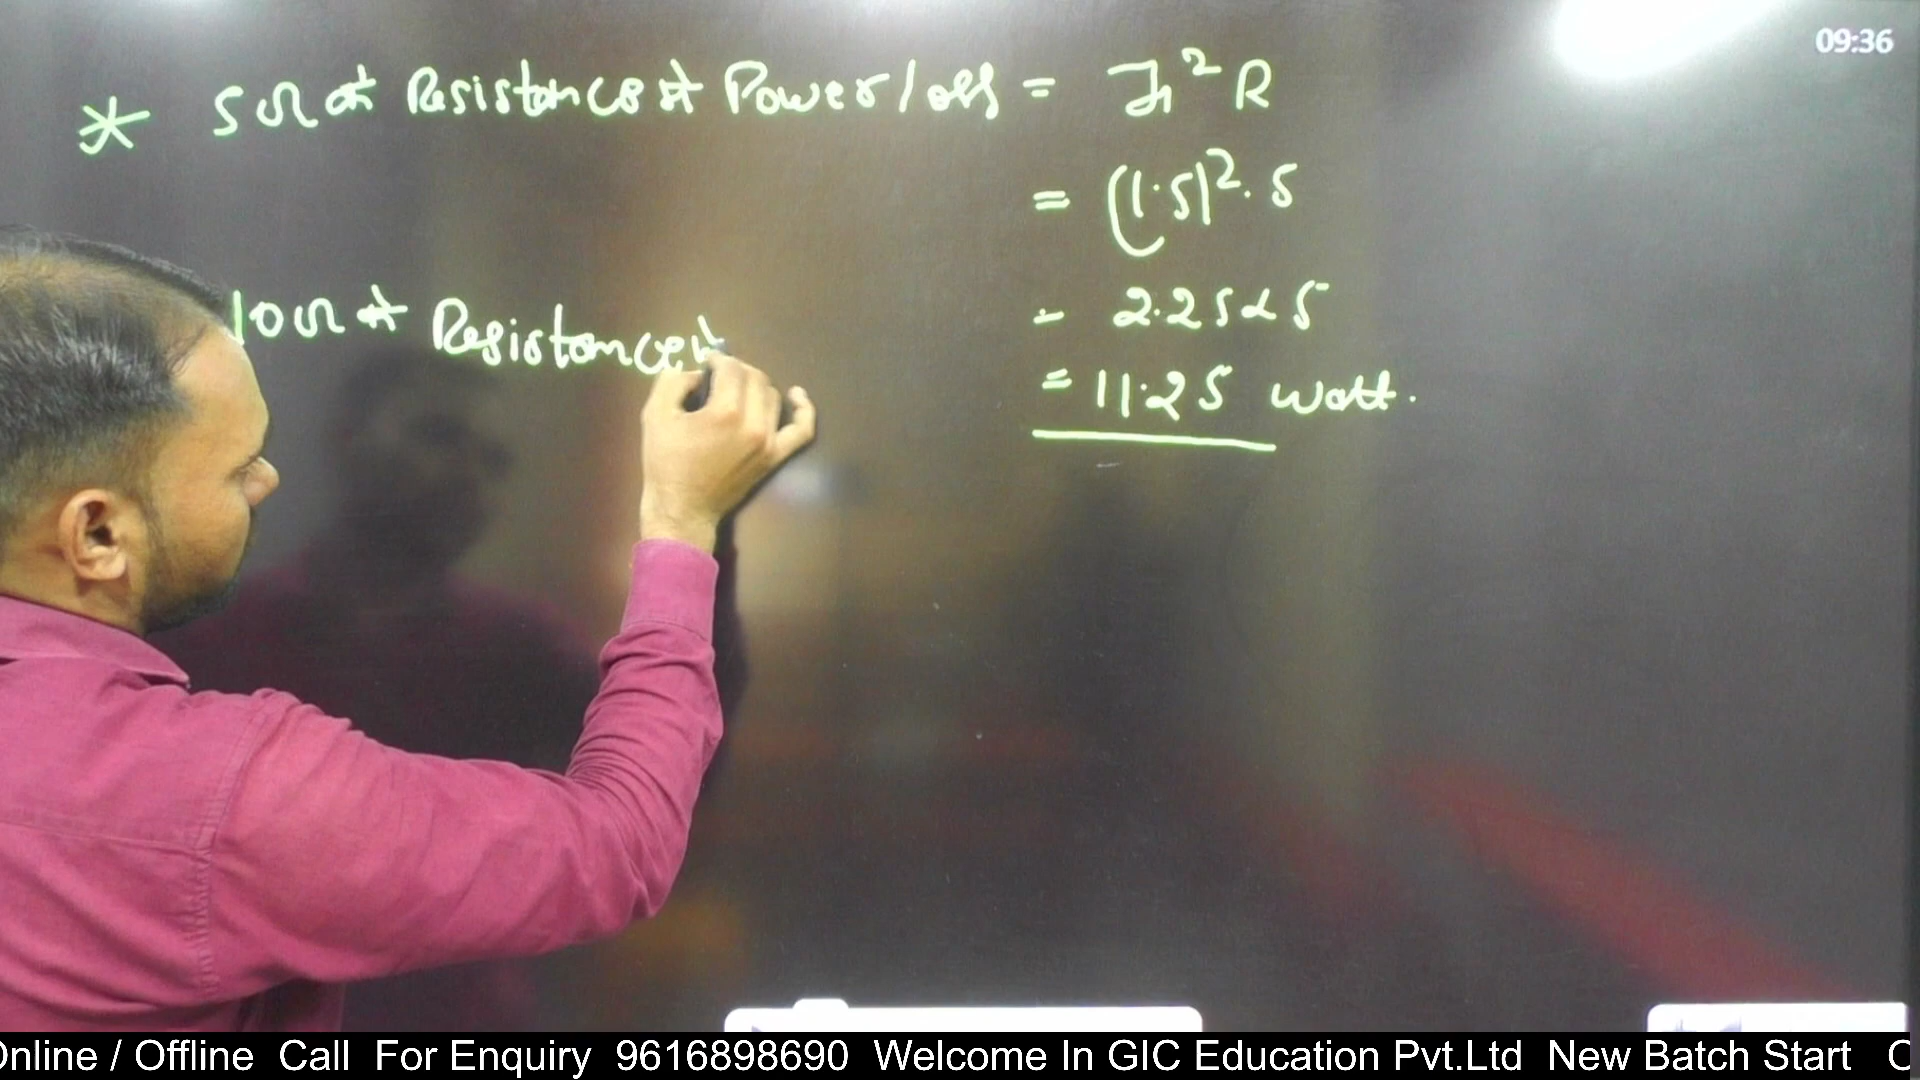 09:36
* 5Ω के Resistance में Power loss = I₁² R
= (1.5)². 5
= 2.25 × 5
= 11.25 watt.
10Ω के Resistance में
Online / Offline Call For Enquiry 9616898690 Welcome In GIC Education Pvt.Ltd New Batch Start